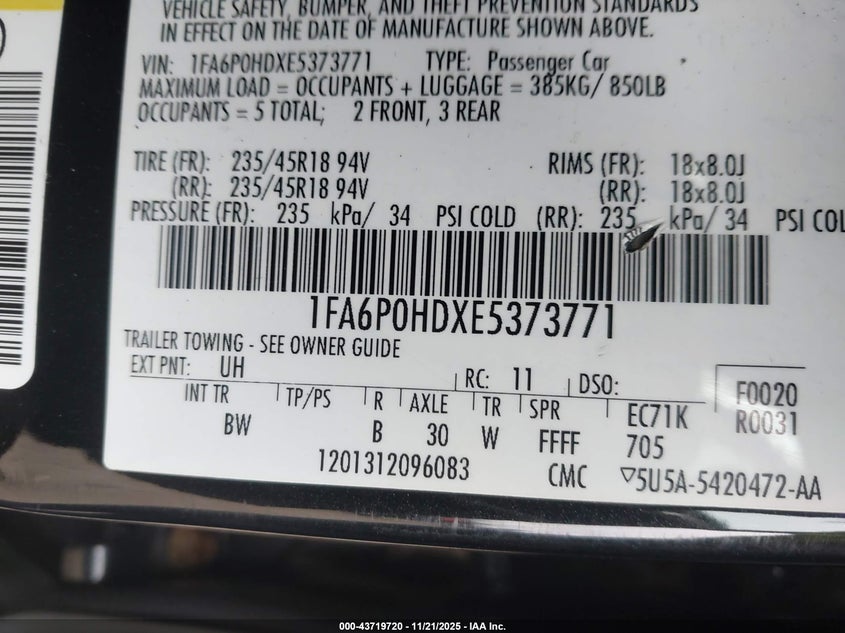 VEHICLE SAFETY, BUMPER, AND THEFT PREVENTION STANDARDS
IN EFFECT ON THE DATE OF MANUFACTURE SHOWN ABOVE.
VIN: 1FA6P0HDXE5373771 TYPE: Passenger Car
MAXIMUM LOAD = OCCUPANTS + LUGGAGE = 385KG/ 850LB
OCCUPANTS = 5 TOTAL; 2 FRONT, 3 REAR
TIRE (FR): 235/45R18 94V RIMS (FR): 18x8.0J
(RR): 235/45R18 94V (RR): 18x8.0J
PRESSURE (FR): 235 kPa/ 34 PSI COLD (RR): 235 kPa/ 34 PSI COL
1FA6P0HDXE5373771
TRAILER TOWING - SEE OWNER GUIDE
EXT PNT: UH RC: 11 DSO: F0020
INT TR TP/PS R AXLE TR SPR EC71K R0031
BW B 30 W FFFF 705
1201312096083 CMC ▽5U5A-5420472-AA
000-43719720 - 11/21/2025 - IAA Inc.